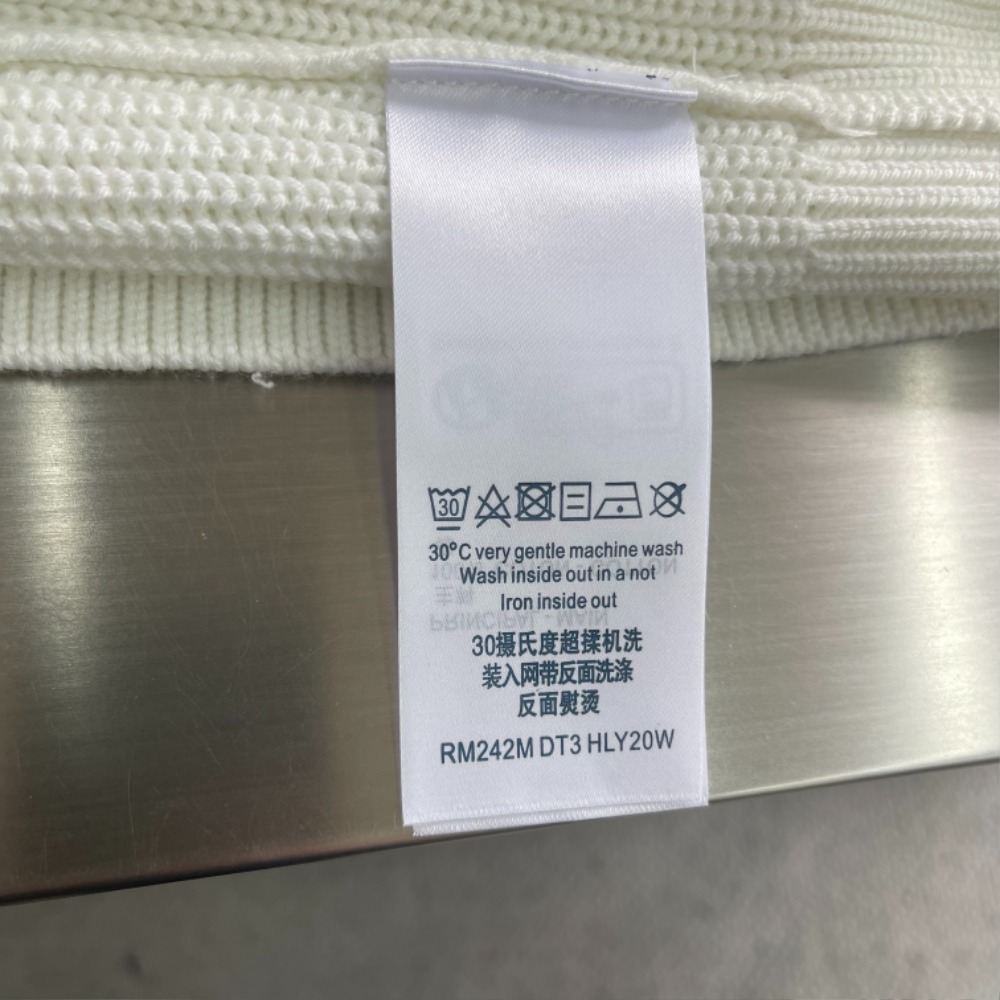 30
30°C very gentle machine wash
Wash inside out in a not
Iron inside out
30摄氏度超揉机洗
装入网带反面洗涤
反面熨烫
RM242M DT3 HLY20W